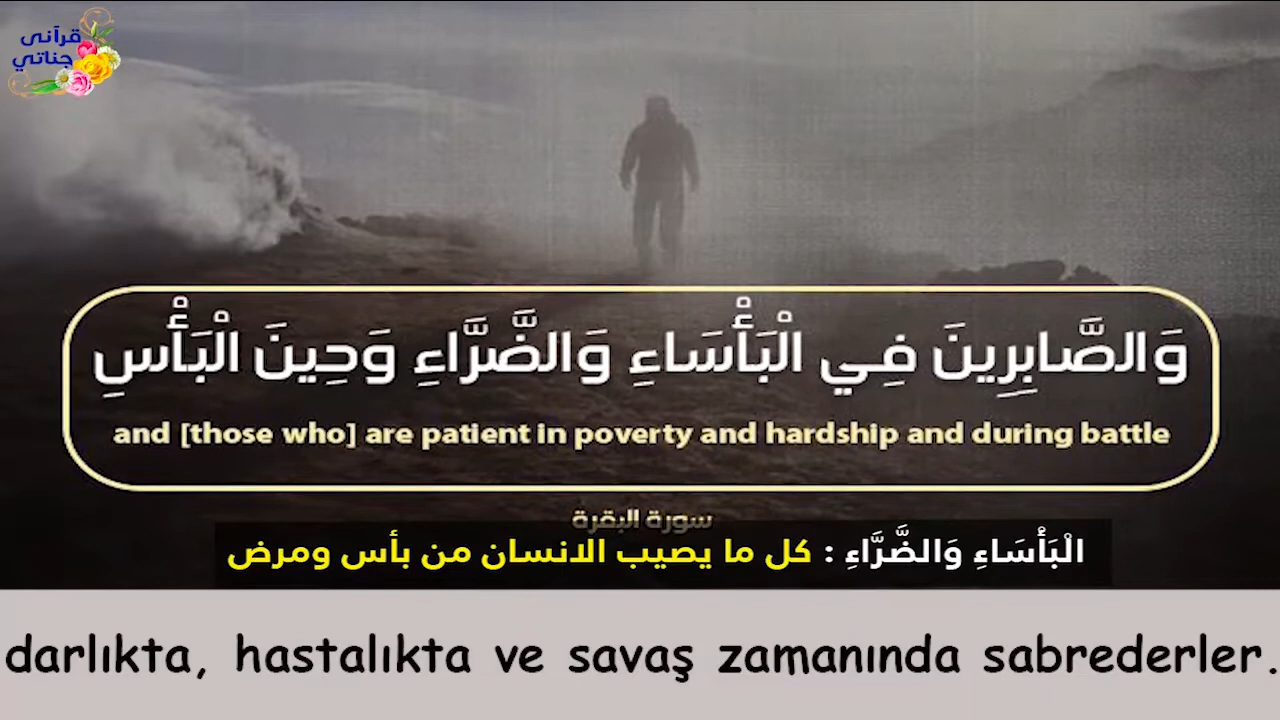 قرآنى
جناتي
وَالصَّابِرِينَ فِي الْبَأْسَاءِ وَالضَّرَّاءِ وَحِينَ الْبَأْسِ
and [those who] are patient in poverty and hardship and during battle
سورة البقرة
الْبَأْسَاءِ وَالضَّرَّاءِ : كل ما يصيب الانسان من بأس ومرض
darlıkta, hastalıkta ve savaş zamanında sabrederler.